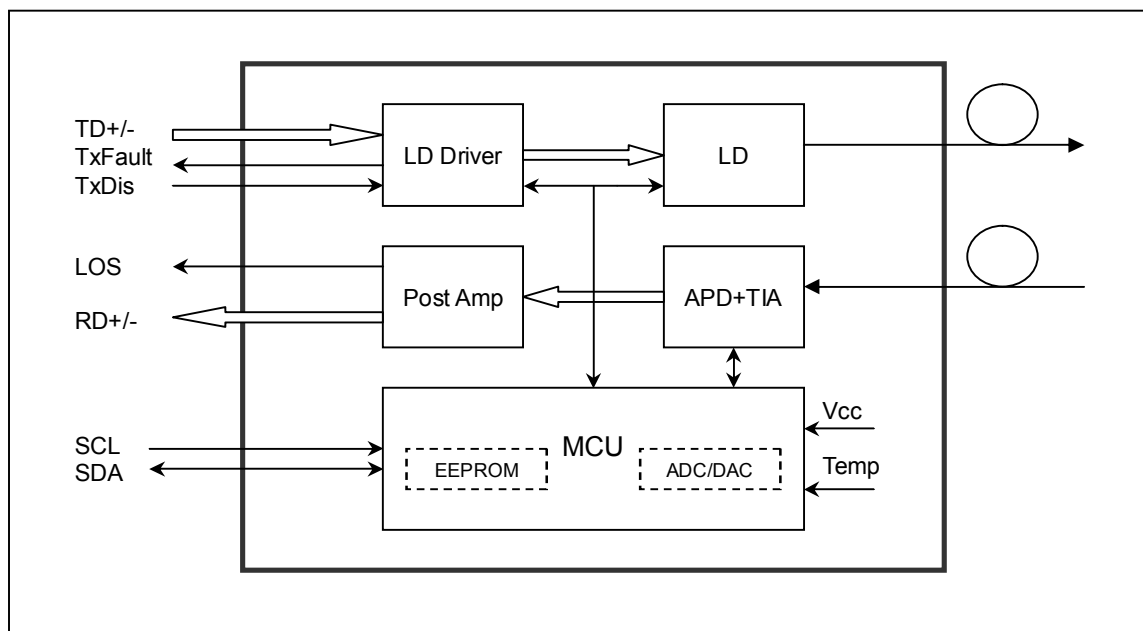 TD+/-
TxFault
TxDis
LD Driver
LD
LOS
RD+/-
Post Amp
APD+TIA
SCL
SDA
MCU
EEPROM
ADC/DAC
Vcc
Temp